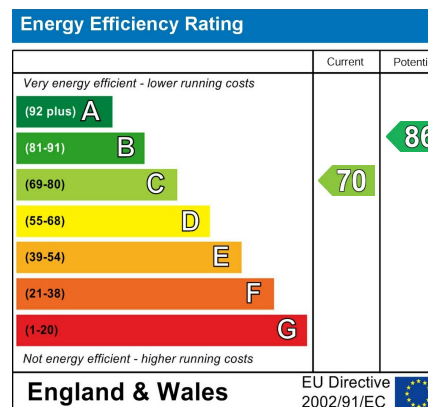 Energy Efficiency Rating
Current Potenti
Very energy efficient - lower running costs
(92 plus) A
(81-91) B
86
(69-80) C
70
(55-68) D
(39-54) E
(21-38) F
(1-20) G
Not energy efficient - higher running costs
England & Wales
EU Directive
2002/91/EC